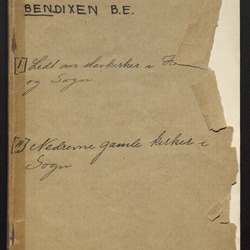 BENDIXEN B.E.
[I] Lidt om stavkirker i
og Sogn
[II] Nedrevne gamle kirker i
Sogn